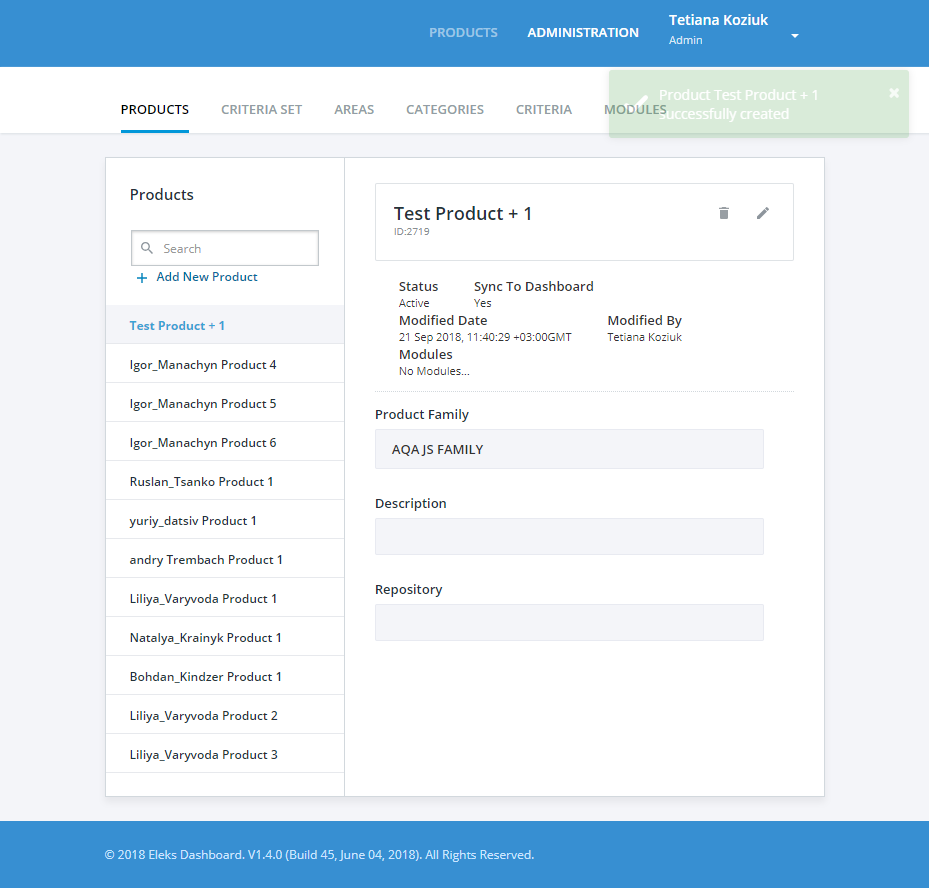 PRODUCTS
ADMINISTRATION
Tetiana Koziuk
Admin
PRODUCTS
CRITERIA SET
AREAS
CATEGORIES
CRITERIA
MODULES
Product Test Product + 1
successfully created
Products
Search
Add New Product
Test Product + 1
Igor_Manachyn Product 4
Igor_Manachyn Product 5
Igor_Manachyn Product 6
Ruslan_Tsanko Product 1
yuriy_datsiv Product 1
andry Trembach Product 1
Liliya_Varyvoda Product 1
Natalya_Krainyk Product 1
Bohdan_Kindzer Product 1
Liliya_Varyvoda Product 2
Liliya_Varyvoda Product 3
Test Product + 1
ID:2719
Status
Sync To Dashboard
Active
Yes
Modified Date
Modified By
21 Sep 2018, 11:40:29 +03:00GMT
Tetiana Koziuk
Modules
No Modules...
Product Family
AQA JS FAMILY
Description
Repository
© 2018 Eleks Dashboard. V1.4.0 (Build 45, June 04, 2018). All Rights Reserved.